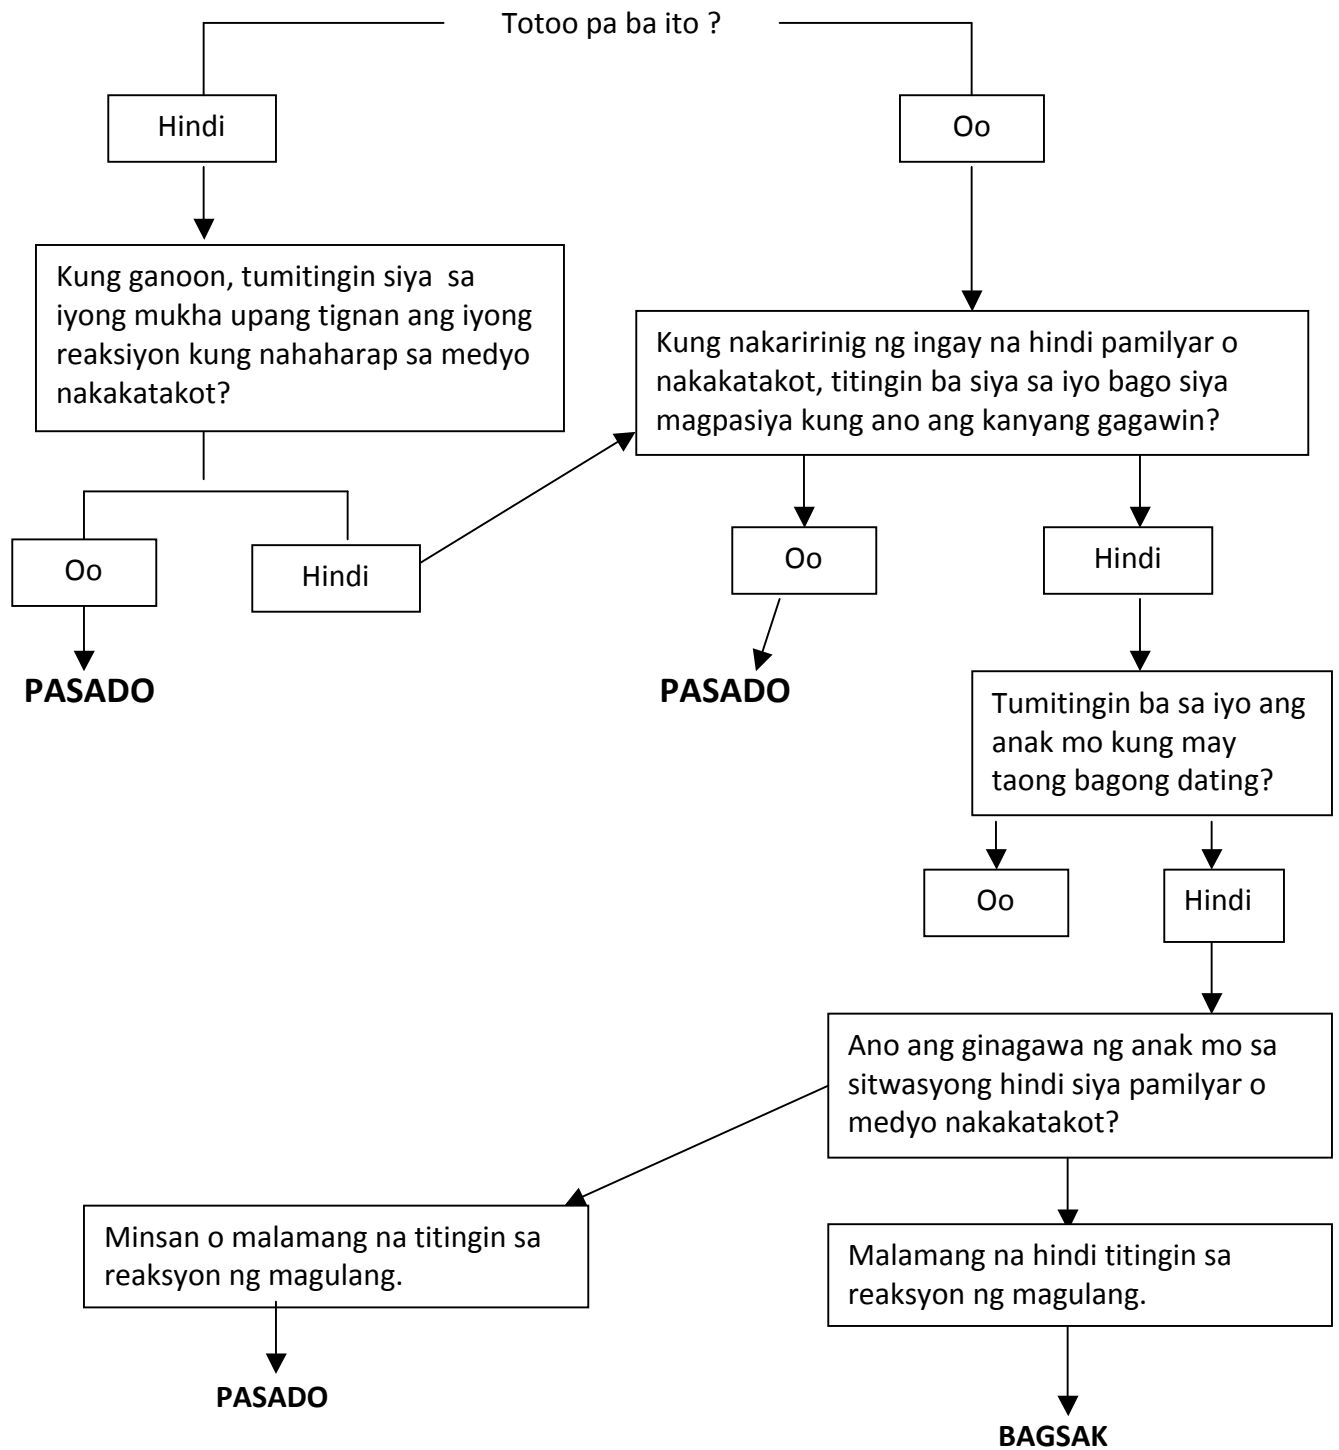 Totoo pa ba ito ?
Hindi
Oo
Kung ganoon, tumitingin siya sa
iyong mukha upang tignan ang iyong
reaksiyon kung nahaharap sa medyo
nakakatakot?
Kung nakaririnig ng ingay na hindi pamilyar o
nakakatakot, titingin ba siya sa iyo bago siya
magpasiya kung ano ang kanyang gagawin?
Oo
Hindi
Oo
Hindi
PASADO
PASADO
Tumitingin ba sa iyo ang
anak mo kung may
taong bagong dating?
Oo
Hindi
Ano ang ginagawa ng anak mo sa
sitwasyong hindi siya pamilyar o
medyo nakakatakot?
Minsan o malamang na titingin sa
reaksyon ng magulang.
Malamang na hindi titingin sa
reaksyon ng magulang.
PASADO
BAGSAK